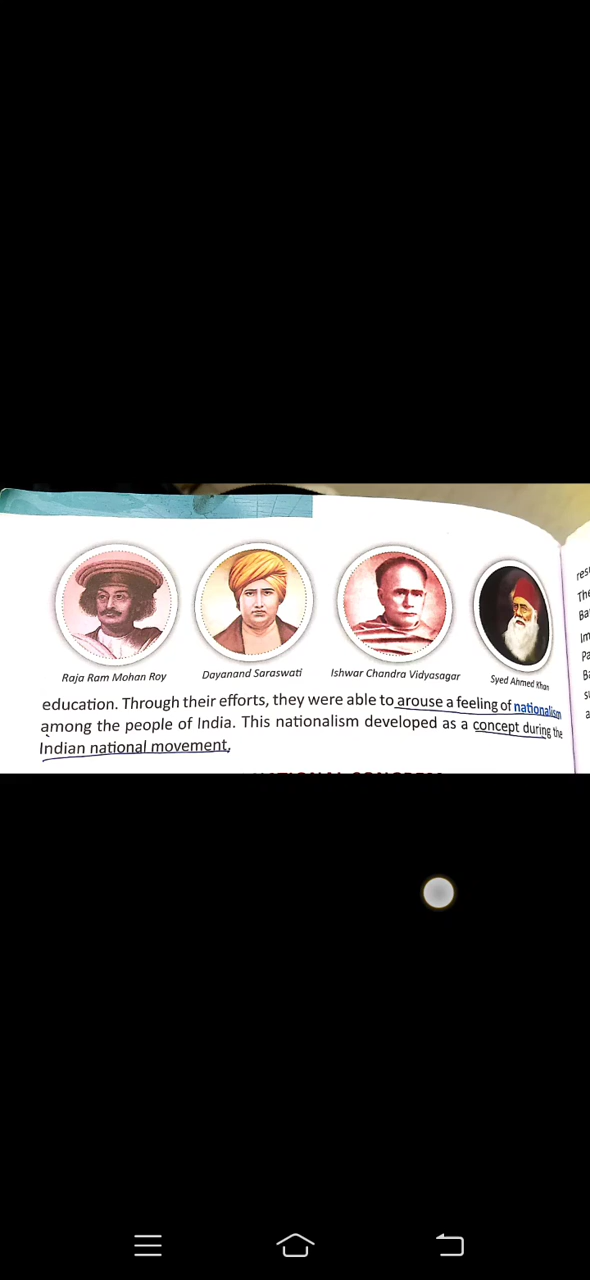 Raja Ram Mohan Roy
Dayanand Saraswati
Ishwar Chandra Vidyasagar
Syed Ahmed Khan
education. Through their efforts, they were able to arouse a feeling of nationalism
among the people of India. This nationalism developed as a concept during the
Indian national movement,
The